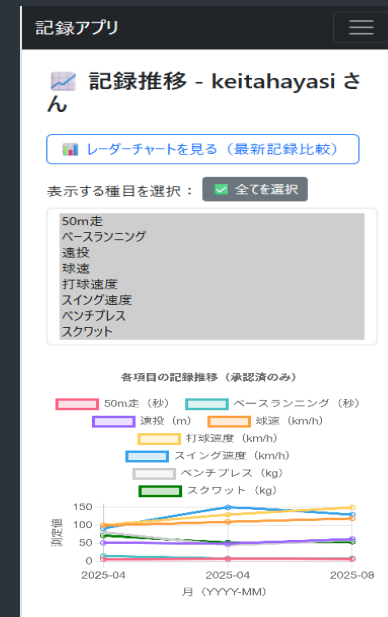 記録アプリ
📈 記録推移 - keitahayasi さ
ん
📊 レーダーチャートを見る（最新記録比較）
表示する種目を選択： ✅ 全てを選択
50m走
ベースランニング
遠投
球速
打球速度
スイング速度
ベンチプレス
スクワット
各項目の記録推移（承認済のみ）
50m走（秒） ベースランニング（秒）
遠投（m） 球速（km/h）
打球速度（km/h）
スイング速度（km/h）
ベンチプレス（kg）
スクワット（kg）
測定値
150
100
50
0
2025-04 2025-04 2025-08
月（YYYY-MM）